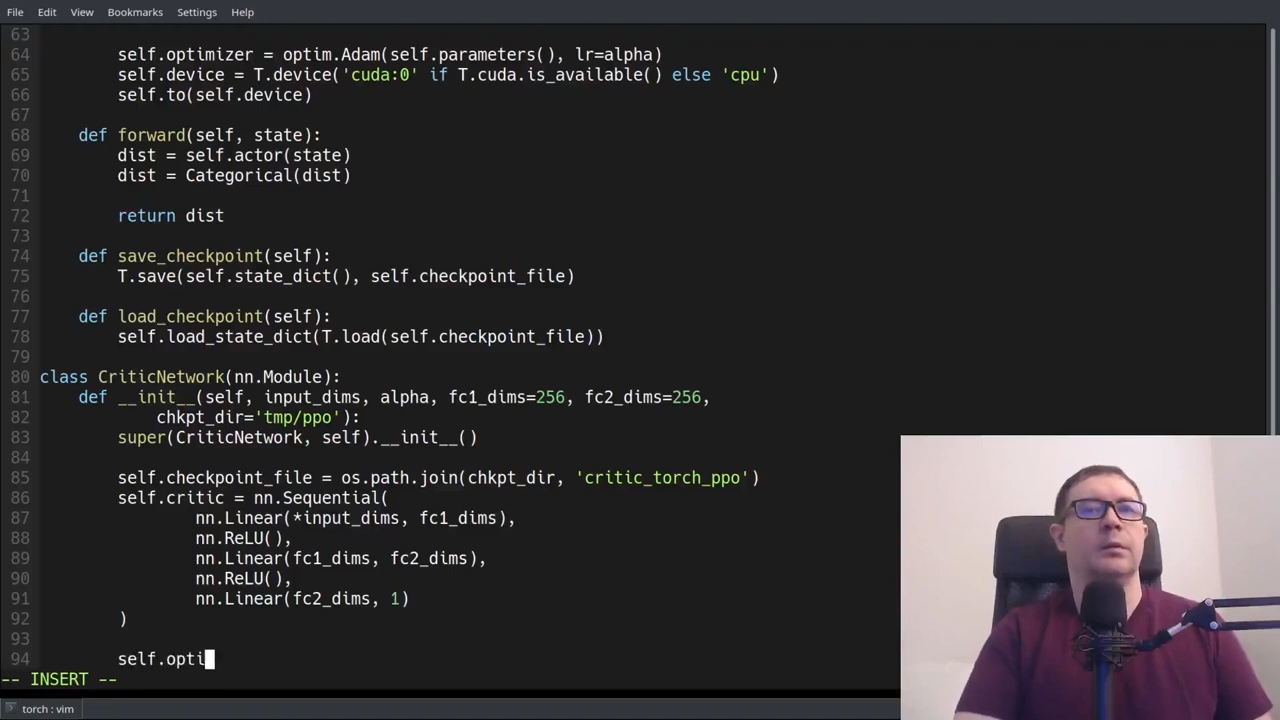 File Edit View Bookmarks Settings Help
63
64         self.optimizer = optim.Adam(self.parameters(), lr=alpha)
65         self.device = T.device('cuda:0' if T.cuda.is_available() else 'cpu')
66         self.to(self.device)
67
68     def forward(self, state):
69         dist = self.actor(state)
70         dist = Categorical(dist)
71
72         return dist
73
74     def save_checkpoint(self):
75         T.save(self.state_dict(), self.checkpoint_file)
76
77     def load_checkpoint(self):
78         self.load_state_dict(T.load(self.checkpoint_file))
79
80 class CriticNetwork(nn.Module):
81     def __init__(self, input_dims, alpha, fc1_dims=256, fc2_dims=256,
82             chkpt_dir='tmp/ppo'):
83         super(CriticNetwork, self).__init__()
84
85         self.checkpoint_file = os.path.join(chkpt_dir, 'critic_torch_ppo')
86         self.critic = nn.Sequential(
87                 nn.Linear(*input_dims, fc1_dims),
88                 nn.ReLU(),
89                 nn.Linear(fc1_dims, fc2_dims),
90                 nn.ReLU(),
91                 nn.Linear(fc2_dims, 1)
92         )
93
94         self.opti
-- INSERT --
torch : vim